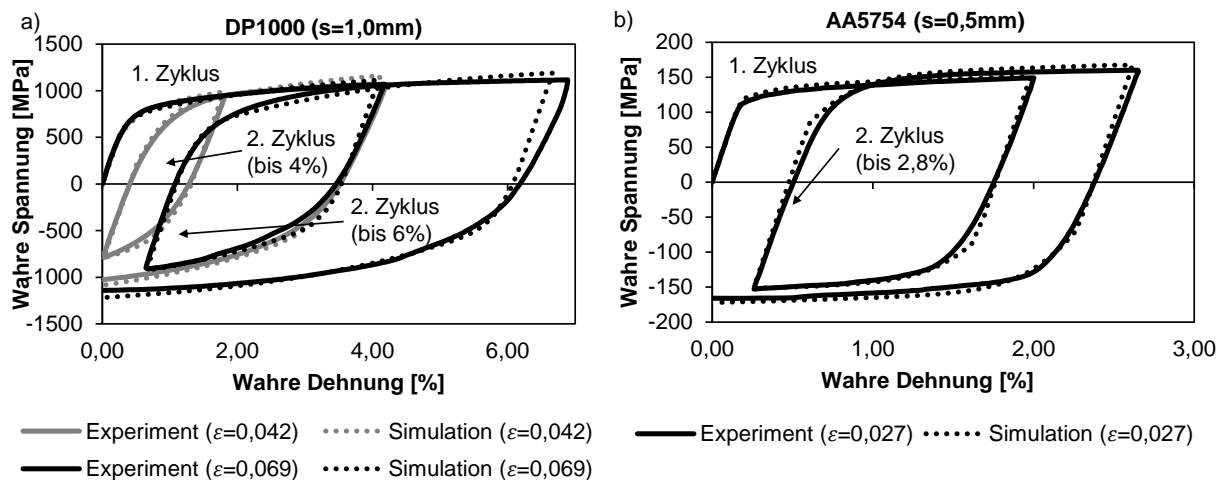 a)
DP1000 (s=1,0mm)
Wahre Spannung [MPa]
1500
1000
500
0
-500
-1000
-1500
1. Zyklus
2. Zyklus
(bis 4%)
2. Zyklus
(bis 6%)
0,00 2,00 4,00 6,00
Wahre Dehnung [%]
Experiment (ε=0,042) Simulation (ε=0,042)
Experiment (ε=0,069) Simulation (ε=0,069)
b)
AA5754 (s=0,5mm)
Wahre Spannung [MPa]
200
150
100
50
0
-50
-100
-150
-200
1. Zyklus
2. Zyklus
(bis 2,8%)
0,00 1,00 2,00 3,00
Wahre Dehnung [%]
Experiment (ε=0,027) Simulation (ε=0,027)